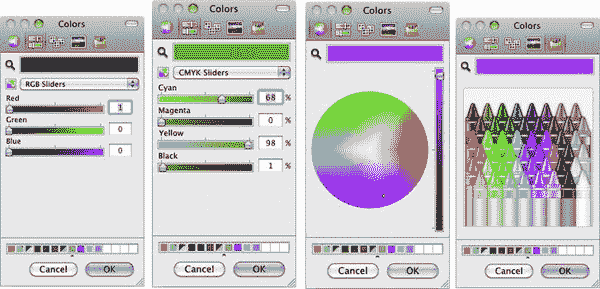 Colors
RGB Sliders
Red
1
Green
0
Blue
0
Cancel
OK
Colors
CMYK Sliders
Cyan
68 %
Magenta
0 %
Yellow
98 %
Black
1 %
Cancel
OK
Colors
Cancel
OK
Colors
Cancel
OK